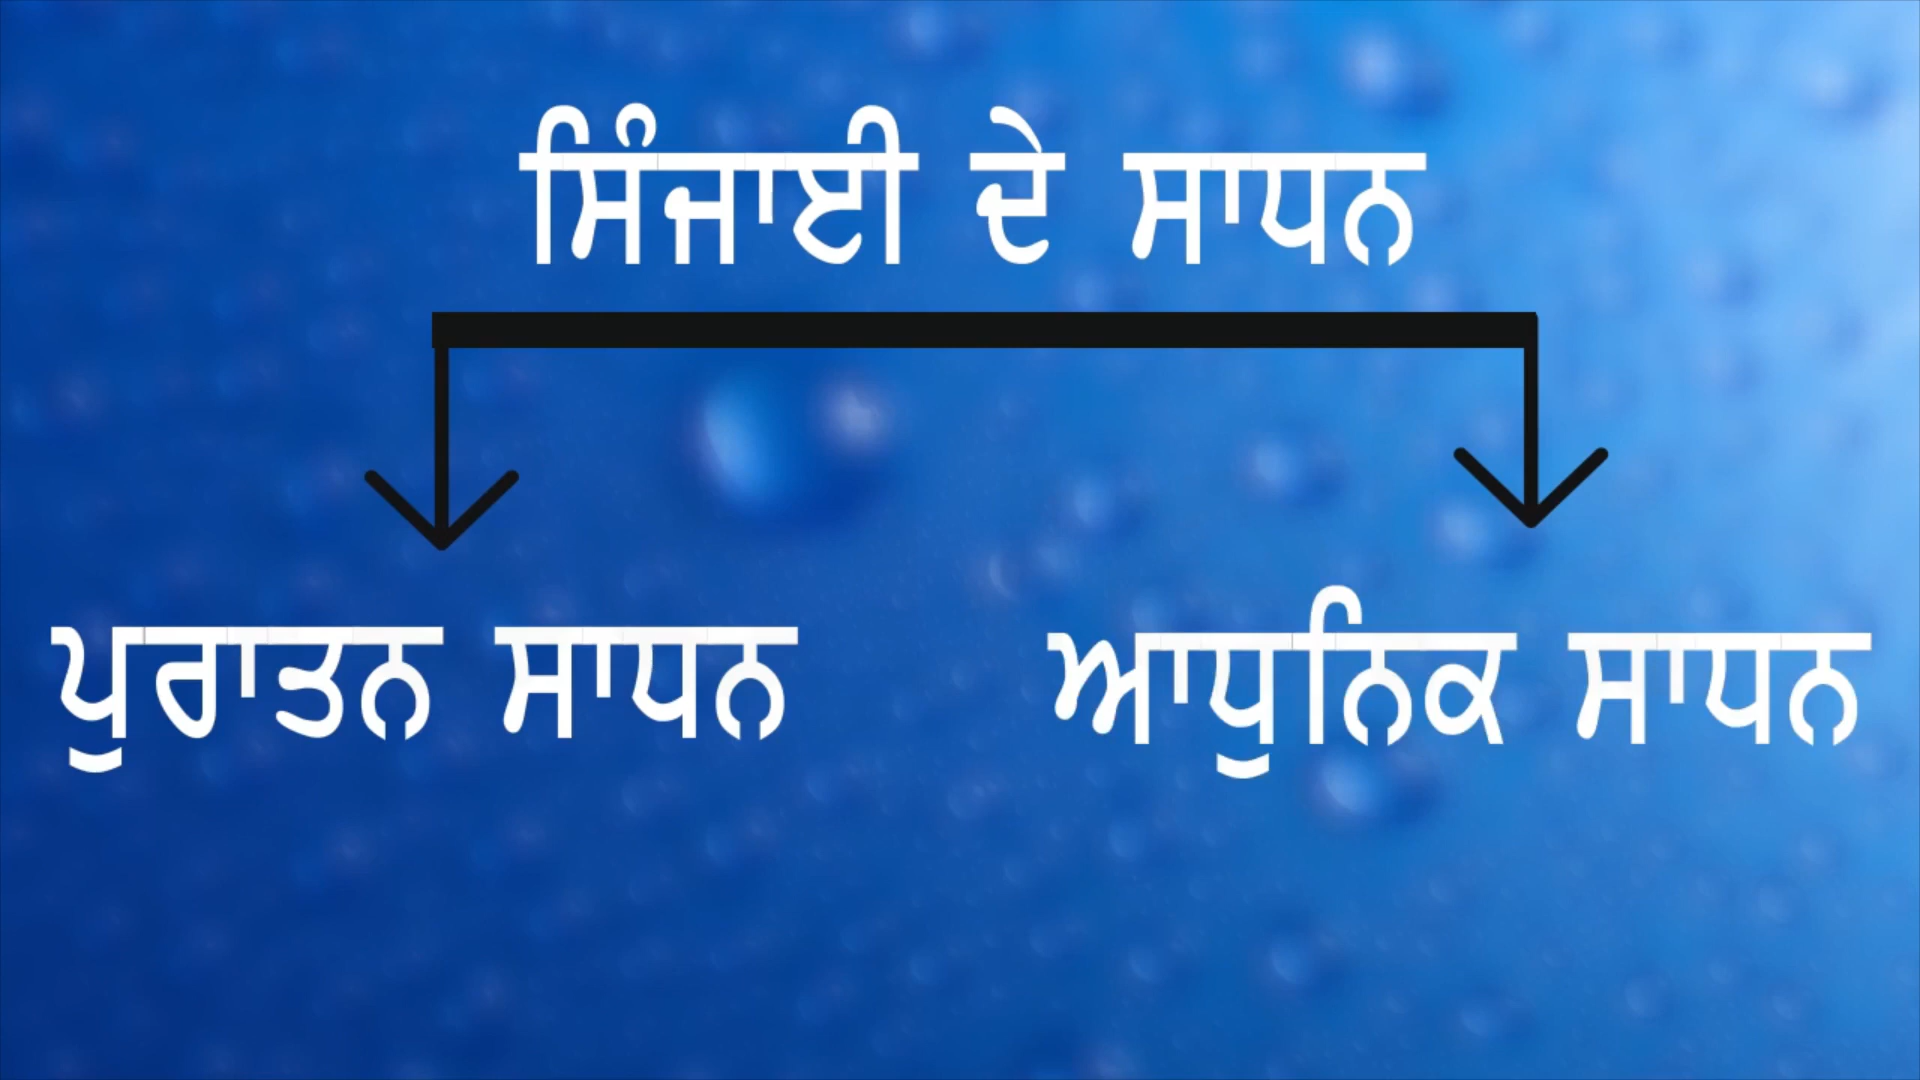 ਸਿੰਜਾਈ ਦੇ ਸਾਧਨ
ਪੁਰਾਤਨ ਸਾਧਨ
ਆਧੁਨਿਕ ਸਾਧਨ